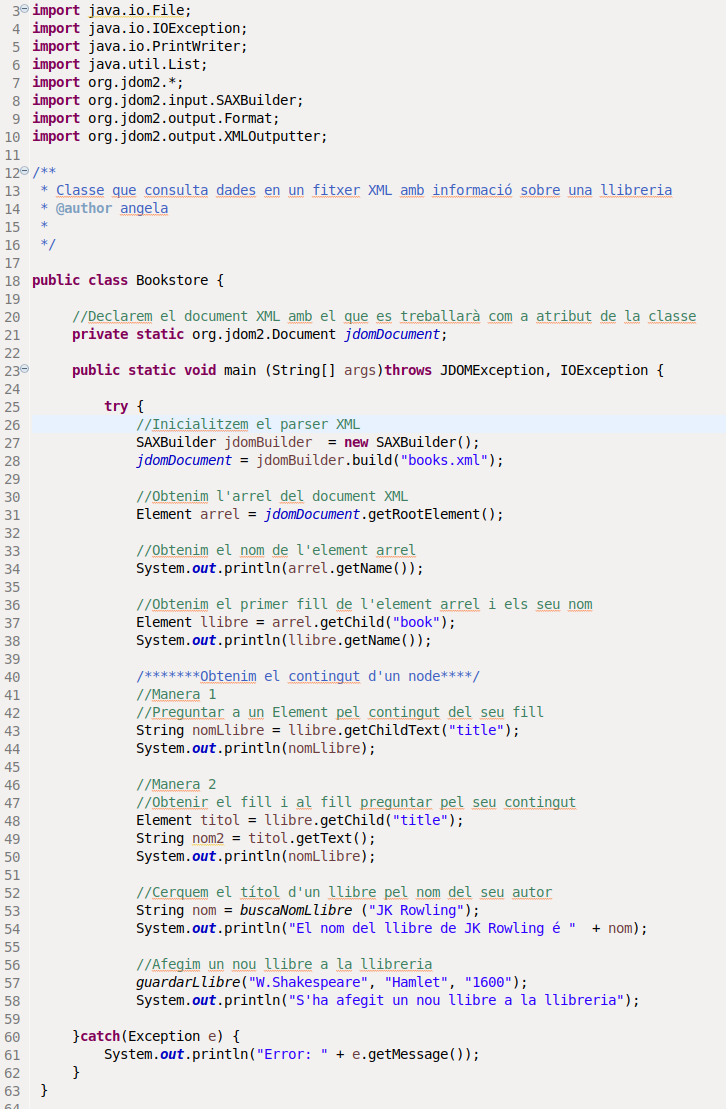 3 import java.io.File;
4 import java.io.IOException;
5 import java.io.PrintWriter;
6 import java.util.List;
7 import org.jdom2.*;
8 import org.jdom2.input.SAXBuilder;
9 import org.jdom2.output.Format;
10 import org.jdom2.output.XMLOutputter;
11
12 /**
13  * Classe que consulta dades en un fitxer XML amb informació sobre una llibreria
14  * @author angela
15  *
16  */
17
18 public class Bookstore {
19
20     //Declarem el document XML amb el que es treballarà com a atribut de la classe
21     private static org.jdom2.Document jdomDocument;
22
23     public static void main (String[] args)throws JDOMException, IOException {
24
25         try {
26             //Inicialitzem el parser XML
27             SAXBuilder jdomBuilder  = new SAXBuilder();
28             jdomDocument = jdomBuilder.build("books.xml");
29
30             //Obtenim l'arrel del document XML
31             Element arrel = jdomDocument.getRootElement();
32
33             //Obtenim el nom de l'element arrel
34             System.out.println(arrel.getName());
35
36             //Obtenim el primer fill de l'element arrel i els seu nom
37             Element llibre = arrel.getChild("book");
38             System.out.println(llibre.getName());
39
40             /*******Obtenim el contingut d'un node****/
41             //Manera 1
42             //Preguntar a un Element pel contingut del seu fill
43             String nomLlibre = llibre.getChildText("title");
44             System.out.println(nomLlibre);
45
46             //Manera 2
47             //Obtenir el fill i al fill preguntar pel seu contingut
48             Element titol = llibre.getChild("title");
49             String nom2 = titol.getText();
50             System.out.println(nomLlibre);
51
52             //Cerquem el títol d'un llibre pel nom del seu autor
53             String nom = buscaNomLlibre ("JK Rowling");
54             System.out.println("El nom del llibre de JK Rowling é "  + nom);
55
56             //Afegim un nou llibre a la llibreria
57             guardarLlibre("W.Shakespeare", "Hamlet", "1600");
58             System.out.println("S'ha afegit un nou llibre a la llibreria");
59
60     }catch(Exception e) {
61         System.out.println("Error: " + e.getMessage());
62     }
63 }
64